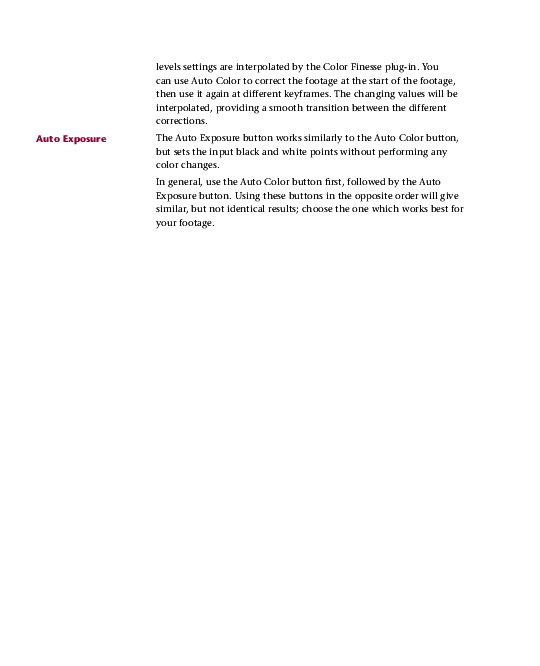 levels settings are interpolated by the Color Finesse plug-in. You
can use Auto Color to correct the footage at the start of the footage,
then use it again at different keyframes. The changing values will be
interpolated, providing a smooth transition between the different
corrections.
Auto Exposure
The Auto Exposure button works similarly to the Auto Color button,
but sets the input black and white points without performing any
color changes.
In general, use the Auto Color button first, followed by the Auto
Exposure button. Using these buttons in the opposite order will give
similar, but not identical results; choose the one which works best for
your footage.